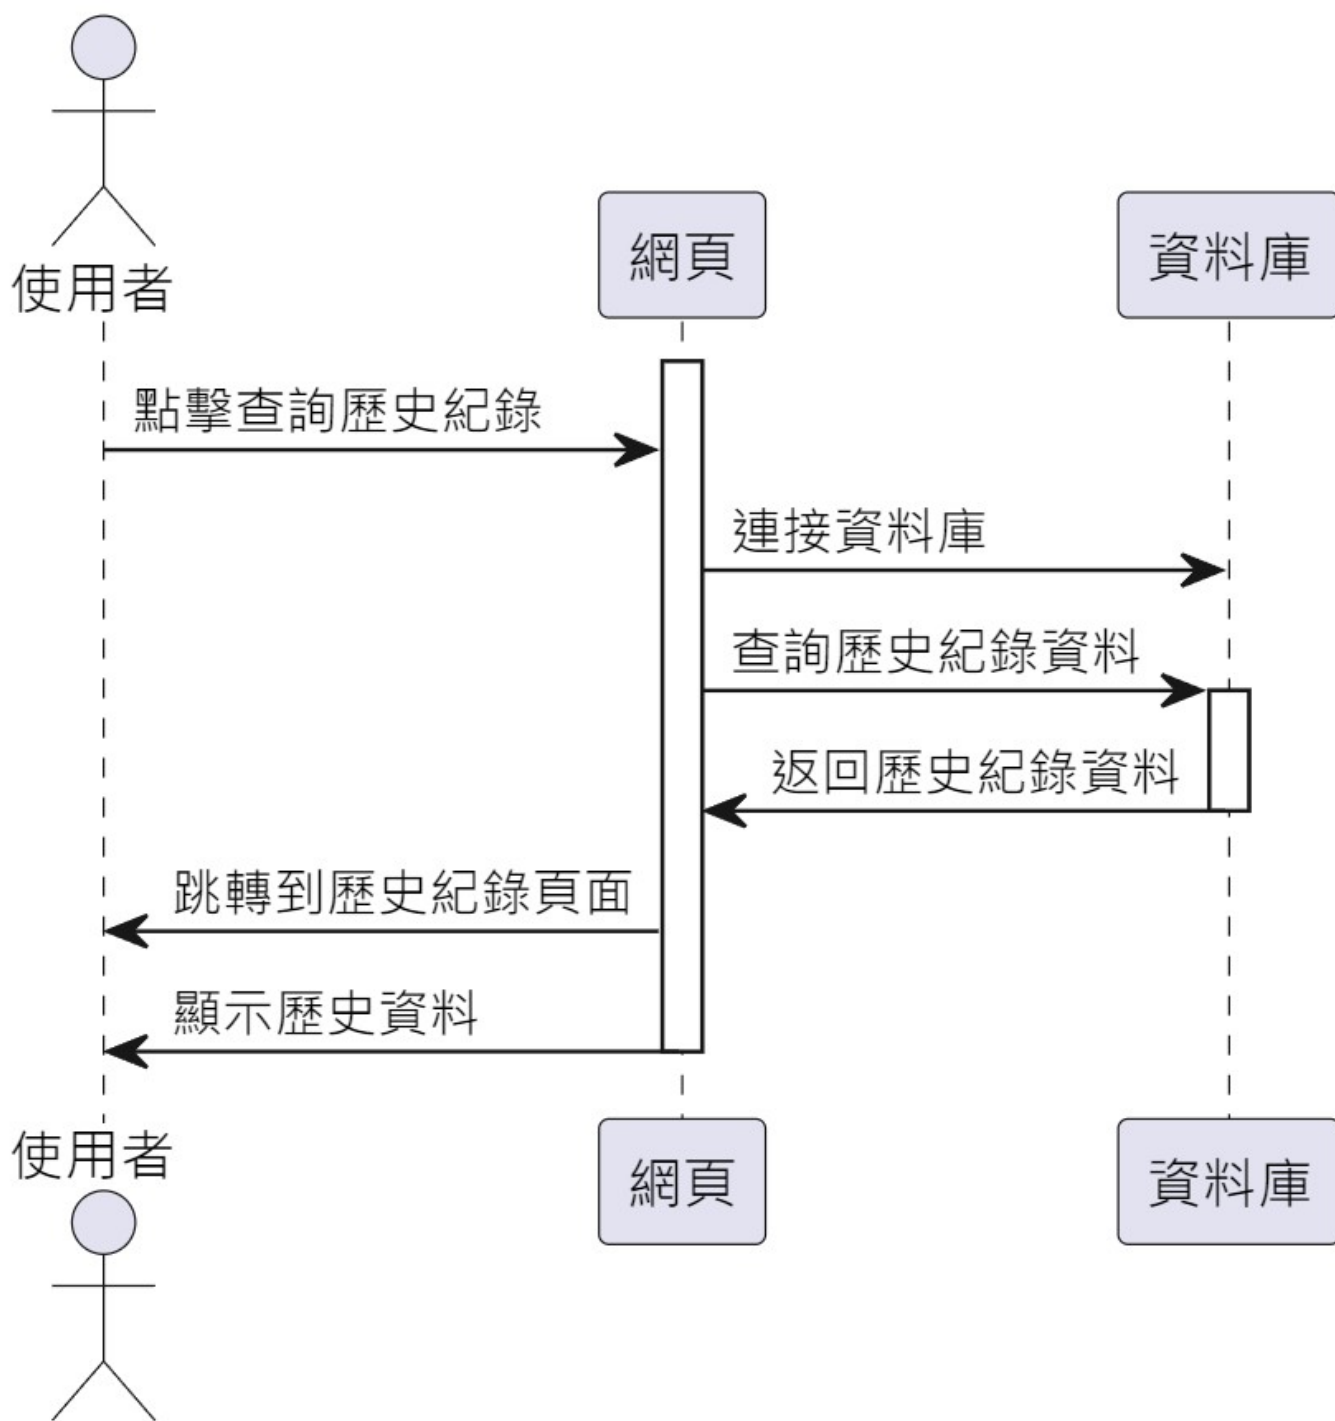 使用者
網頁
資料庫
點擊查詢歷史紀錄
連接資料庫
查詢歷史紀錄資料
返回歷史紀錄資料
跳轉到歷史紀錄頁面
顯示歷史資料
使用者
網頁
資料庫